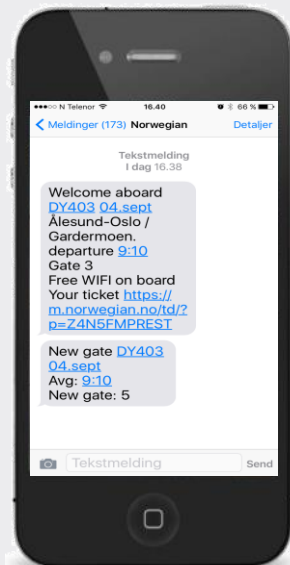 N Telenor 16.40 66 %
Meldinger (173) Norwegian Detaljer
Tekstmelding
I dag 16.38
Welcome aboard
DY403 04.sept
Ålesund-Oslo /
Gardermoen.
departure 9:10
Gate 3
Free WIFI on board
Your ticket https://
m.norwegian.no/td/?
p=Z4N5FMPREST
New gate DY403
04.sept
Avg: 9:10
New gate: 5
Tekstmelding Send